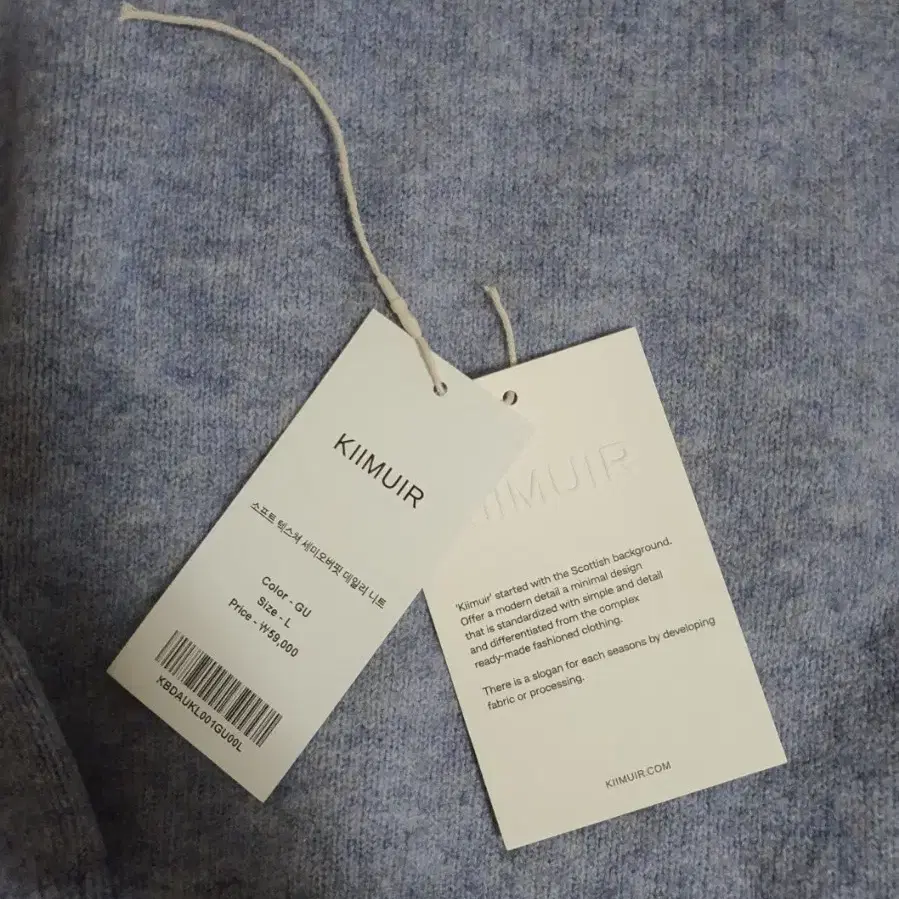 KIIMUIR
소프트 텍스쳐 세미오버핏 데일리 니트
Color - GU
Size - L
Price - ₩59,000
KBDAUKL001GU00L
KIIMUIR
'Kiimuir' started with the Scottish background.
Offer a modern detail a minimal design
that is standardized with simple and detail
and differentiated from the complex
ready-made fashioned clothing.
There is a slogan for each seasons by developing
fabric or processing.
KIIMUIR.COM